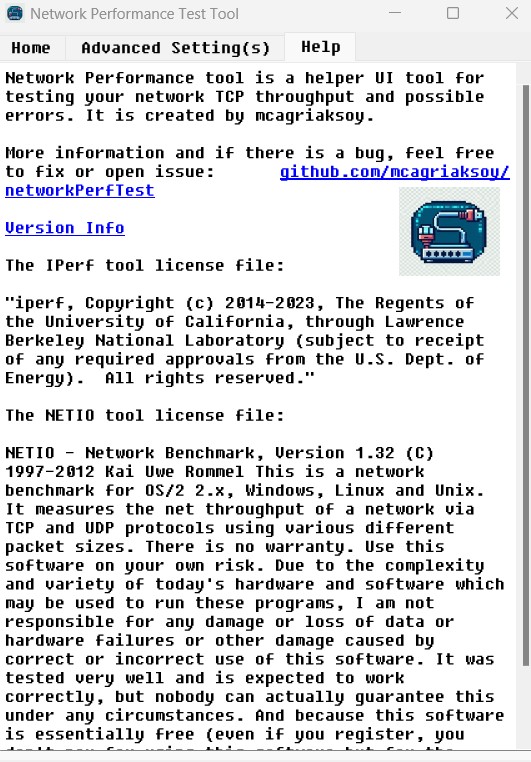 Network Performance Test Tool
Home Advanced Setting(s) Help
Network Performance tool is a helper UI tool for
testing your network TCP throughput and possible
errors. It is created by mcagriaksoy.
More information and if there is a bug, feel free
to fix or open issue: github.com/mcagriaksoy/
networkPerfTest
Version Info
The IPerf tool license file:
"iperf, Copyright (c) 2014-2023, The Regents of
the University of California, through Lawrence
Berkeley National Laboratory (subject to receipt
of any required approvals from the U.S. Dept. of
Energy).  All rights reserved."
The NETIO tool license file:
NETIO - Network Benchmark, Version 1.32 (C)
1997-2012 Kai Uwe Rommel This is a network
benchmark for OS/2 2.x, Windows, Linux and Unix.
It measures the net throughput of a network via
TCP and UDP protocols using various different
packet sizes. There is no warranty. Use this
software on your own risk. Due to the complexity
and variety of today's hardware and software which
may be used to run these programs, I am not
responsible for any damage or loss of data or
hardware failures or other damage caused by
correct or incorrect use of this software. It was
tested very well and is expected to work
correctly, but nobody can actually guarantee this
under any circumstances. And because this software
is essentially free (even if you register, you
don't pay for using this software but for the